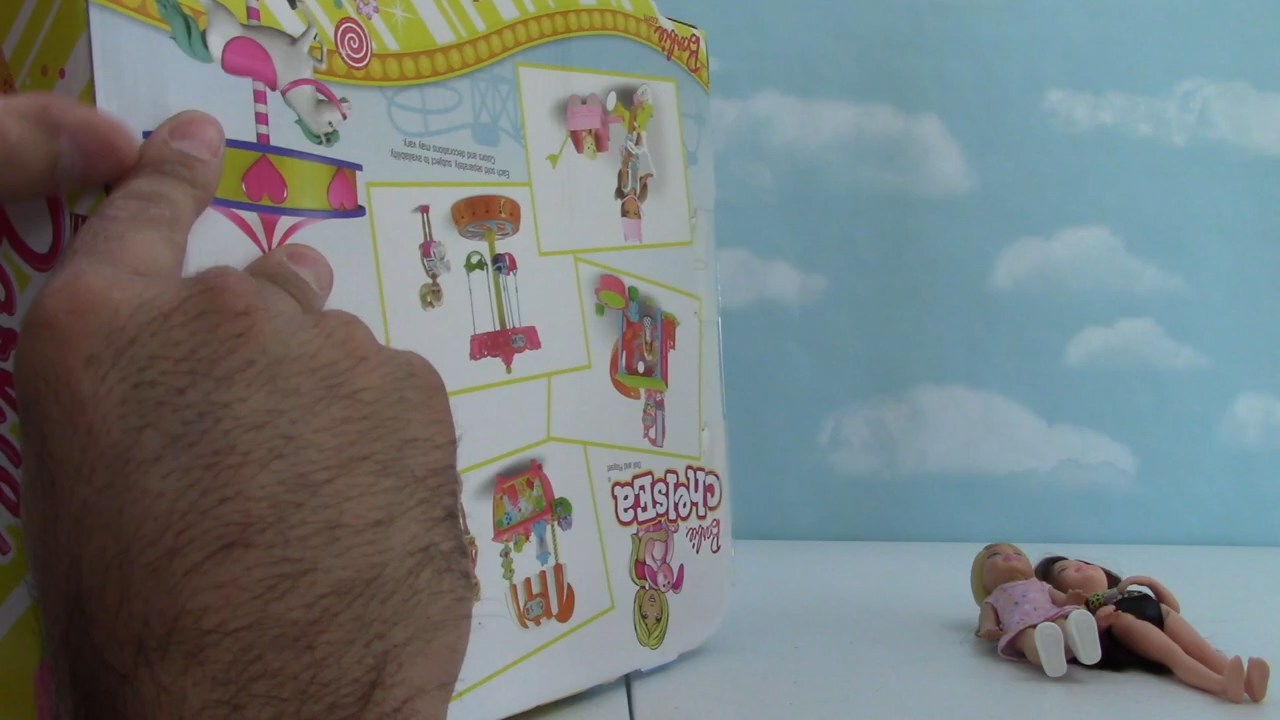 Barbie
Each sold separately, subject to availability.
Colors and decorations may vary.
Barbie
Chelsea
Doll and Playset